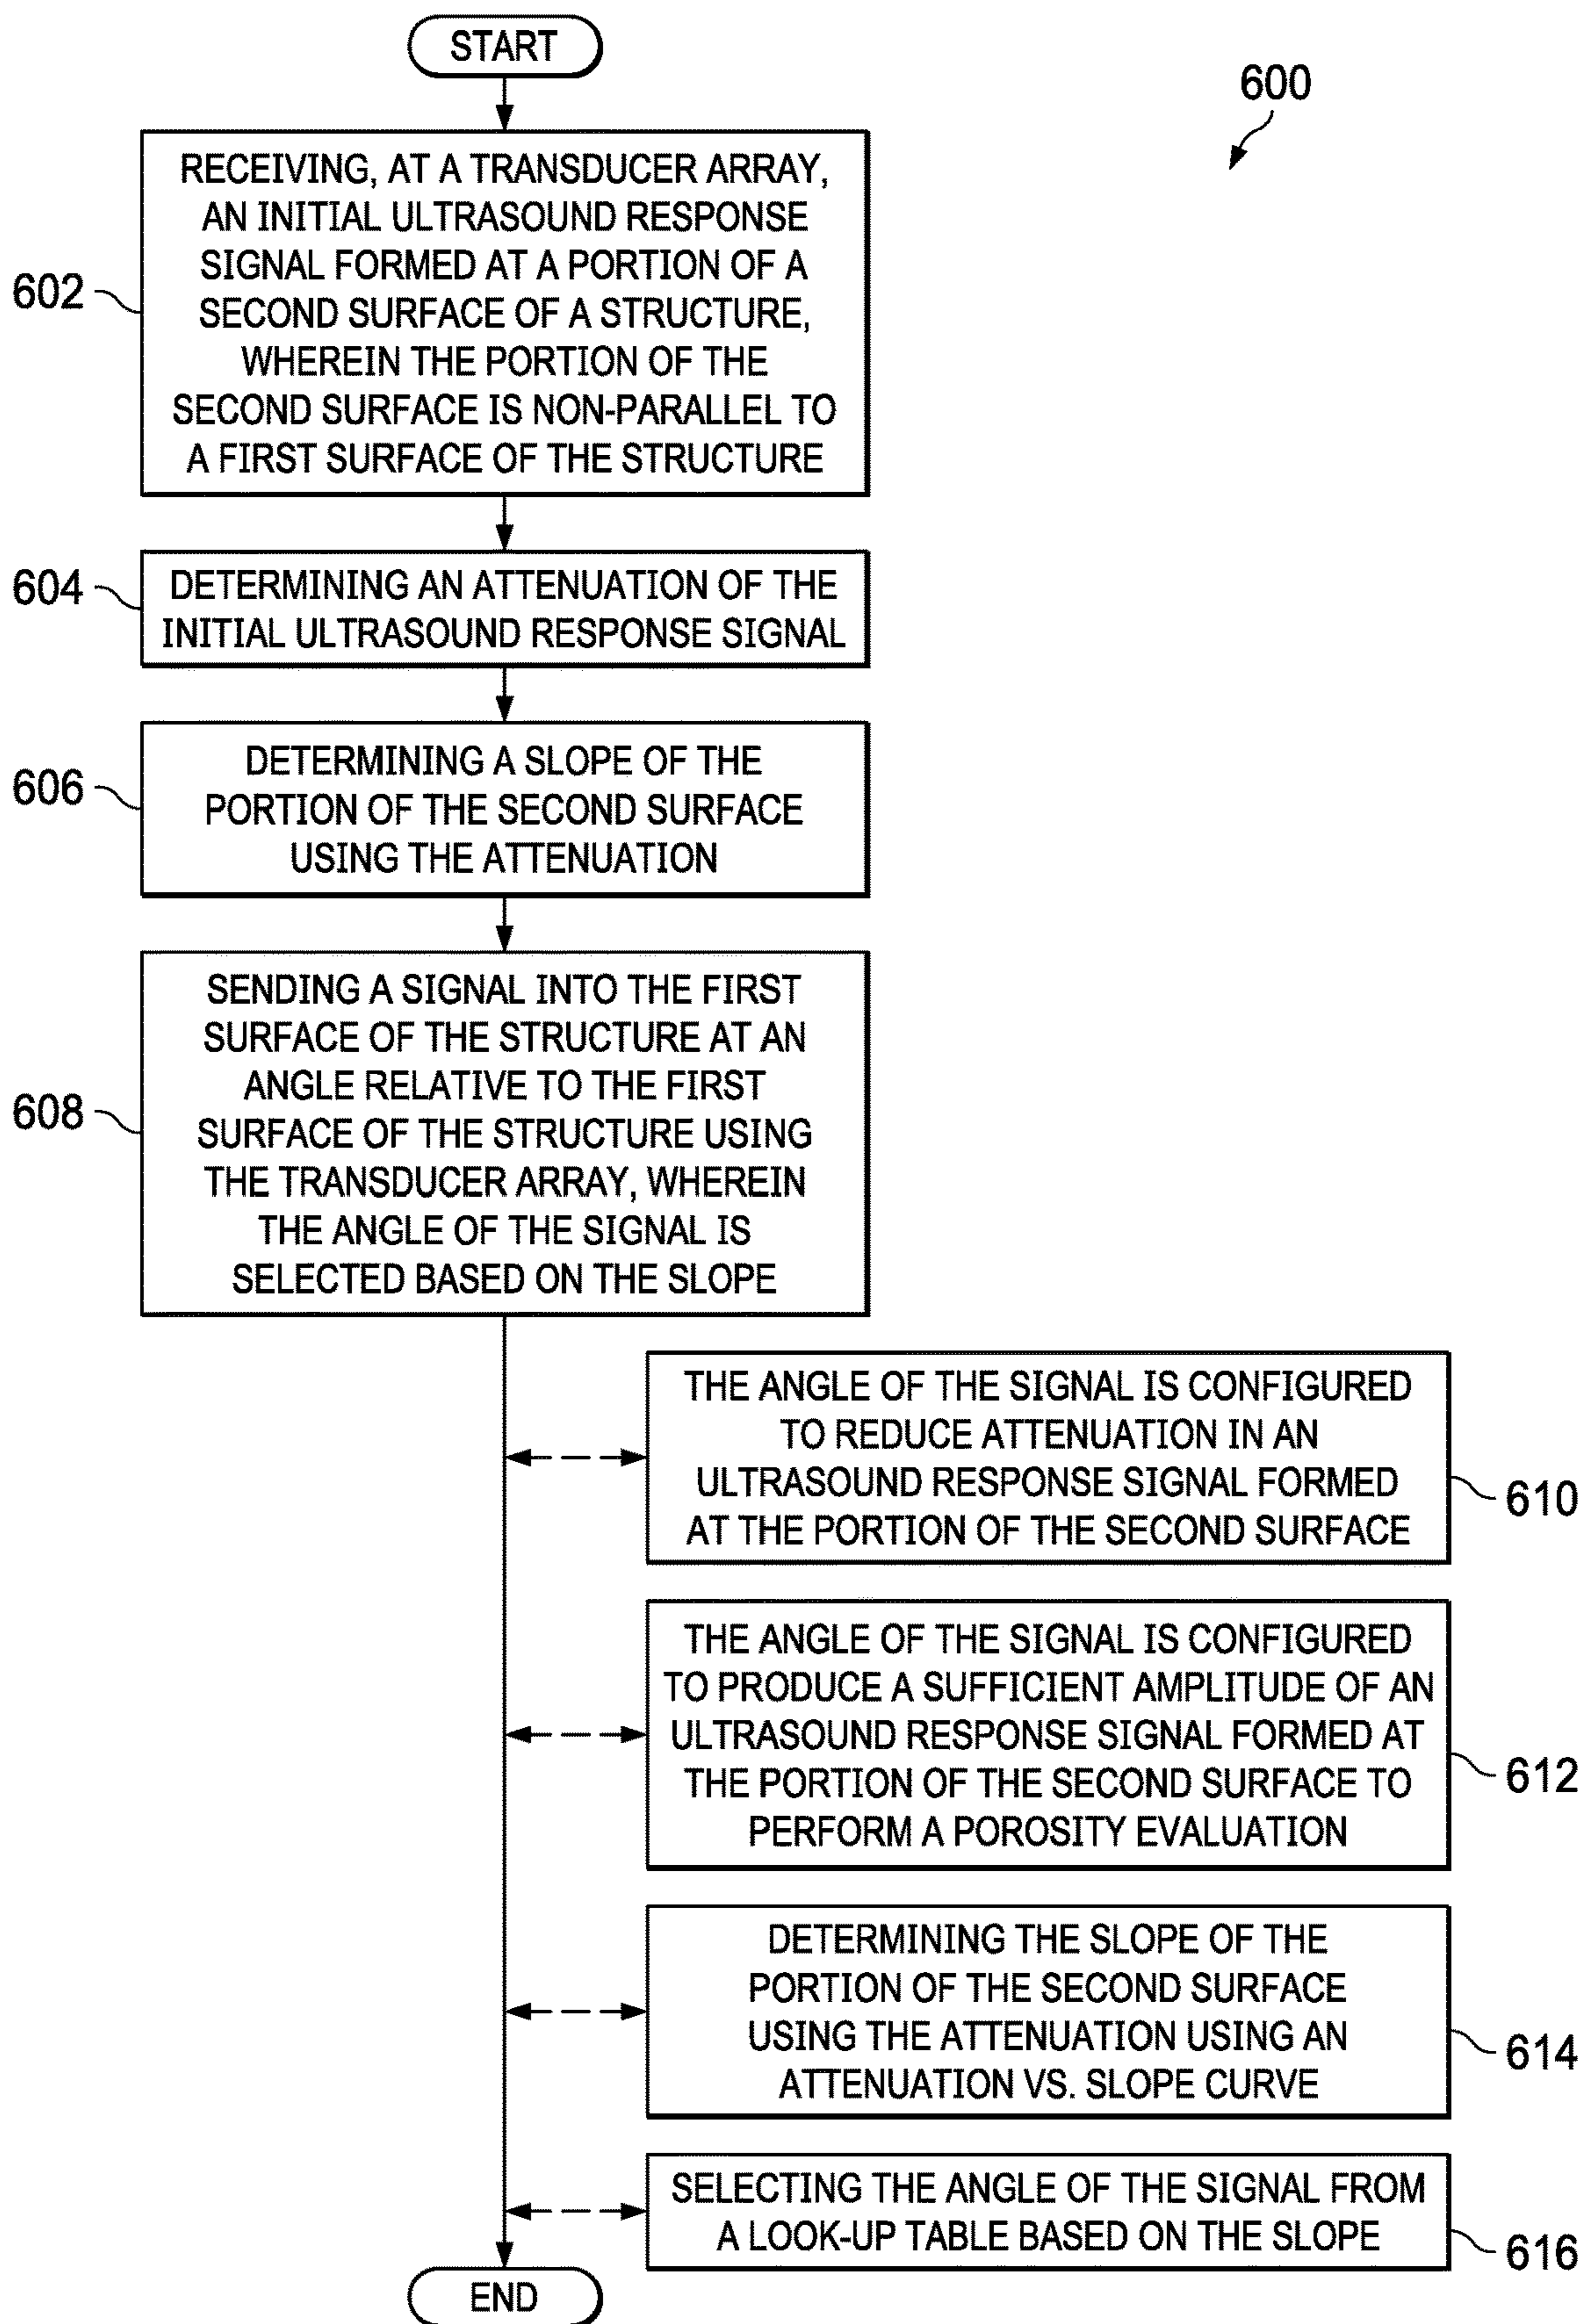 START
600
RECEIVING, AT A TRANSDUCER ARRAY,
AN INITIAL ULTRASOUND RESPONSE
SIGNAL FORMED AT A PORTION OF A
SECOND SURFACE OF A STRUCTURE,
WHEREIN THE PORTION OF THE
SECOND SURFACE IS NON-PARALLEL TO
A FIRST SURFACE OF THE STRUCTURE
602
604
DETERMINING AN ATTENUATION OF THE
INITIAL ULTRASOUND RESPONSE SIGNAL
606
DETERMINING A SLOPE OF THE
PORTION OF THE SECOND SURFACE
USING THE ATTENUATION
608
SENDING A SIGNAL INTO THE FIRST
SURFACE OF THE STRUCTURE AT AN
ANGLE RELATIVE TO THE FIRST
SURFACE OF THE STRUCTURE USING
THE TRANSDUCER ARRAY, WHEREIN
THE ANGLE OF THE SIGNAL IS
SELECTED BASED ON THE SLOPE
THE ANGLE OF THE SIGNAL IS CONFIGURED
TO REDUCE ATTENUATION IN AN
ULTRASOUND RESPONSE SIGNAL FORMED
AT THE PORTION OF THE SECOND SURFACE
610
THE ANGLE OF THE SIGNAL IS CONFIGURED
TO PRODUCE A SUFFICIENT AMPLITUDE OF AN
ULTRASOUND RESPONSE SIGNAL FORMED AT
THE PORTION OF THE SECOND SURFACE TO
PERFORM A POROSITY EVALUATION
612
DETERMINING THE SLOPE OF THE
PORTION OF THE SECOND SURFACE
USING THE ATTENUATION USING AN
ATTENUATION VS. SLOPE CURVE
614
SELECTING THE ANGLE OF THE SIGNAL FROM
A LOOK-UP TABLE BASED ON THE SLOPE
616
END